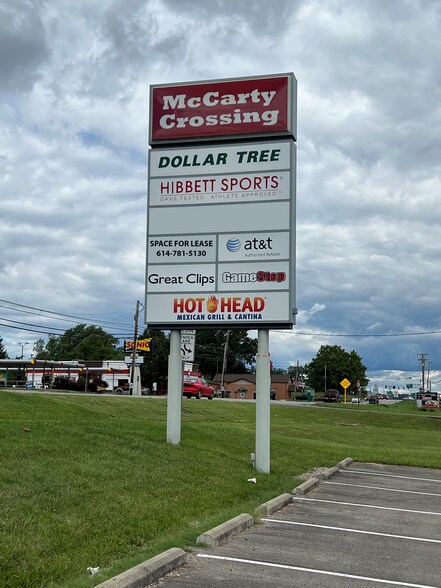 McCarty
Crossing
DOLLAR TREE
HIBBETT SPORTS
GAME TESTED. ATHLETE APPROVED.
SPACE FOR LEASE
614-781-5130
at&t
Authorized Retailer
Great Clips
GameStop
HOT HEAD
MEXICAN GRILL & CANTINA
SONIC